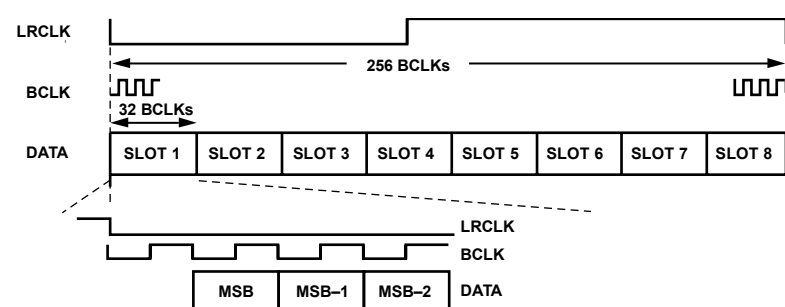 LRCLK
256 BCLKs
BCLK
32 BCLKs
DATA SLOT 1 SLOT 2 SLOT 3 SLOT 4 SLOT 5 SLOT 6 SLOT 7 SLOT 8
LRCLK
BCLK
MSB MSB–1 MSB–2 DATA